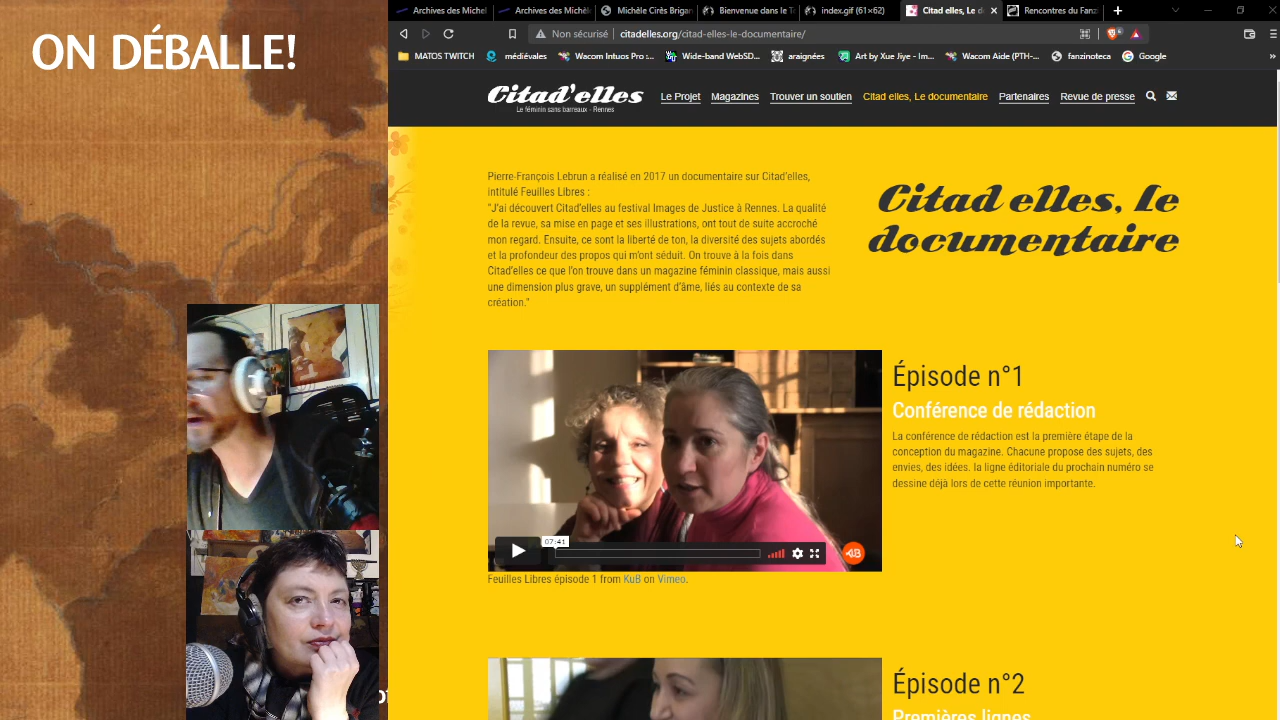 ON DÉBALLE!
Archives des Michel
Archives des Michèl
Michèle Cirès Brigan
Bienvenue dans le T
index.gif (61×62)
Citad elles, Le d
Rencontres du Fanz
Non sécurisé
citadelles.org/citad-elles-le-documentaire/
MATOS TWITCH
médiévales
Wacom Intuos Pro :...
Wide-band WebSD...
araignées
Art by Xue Jiye - Im...
Wacom Aide (PTH-...
fanzinoteca
Google
Citad'elles
Le féminin sans barreaux - Rennes
Le Projet
Magazines
Trouver un soutien
Citad elles, Le documentaire
Partenaires
Revue de presse
Pierre-François Lebrun a réalisé en 2017 un documentaire sur Citad'elles,
intitulé Feuilles Libres :
"J'ai découvert Citad'elles au festival Images de Justice à Rennes. La qualité
de la revue, sa mise en page et ses illustrations, ont tout de suite accroché
mon regard. Ensuite, ce sont la liberté de ton, la diversité des sujets abordés
et la profondeur des propos qui m'ont séduit. On trouve à la fois dans
Citad'elles ce que l'on trouve dans un magazine féminin classique, mais aussi
une dimension plus grave, un supplément d'âme, liés au contexte de sa
création."
Citad elles, Le
documentaire
07:41
Feuilles Libres épisode 1 from KuB on Vimeo.
Épisode n°1
Conférence de rédaction
La conférence de rédaction est la première étape de la
conception du magazine. Chacune propose des sujets, des
envies, des idées. la ligne éditoriale du prochain numéro se
dessine déjà lors de cette réunion importante.
Épisode n°2
Premières lignes